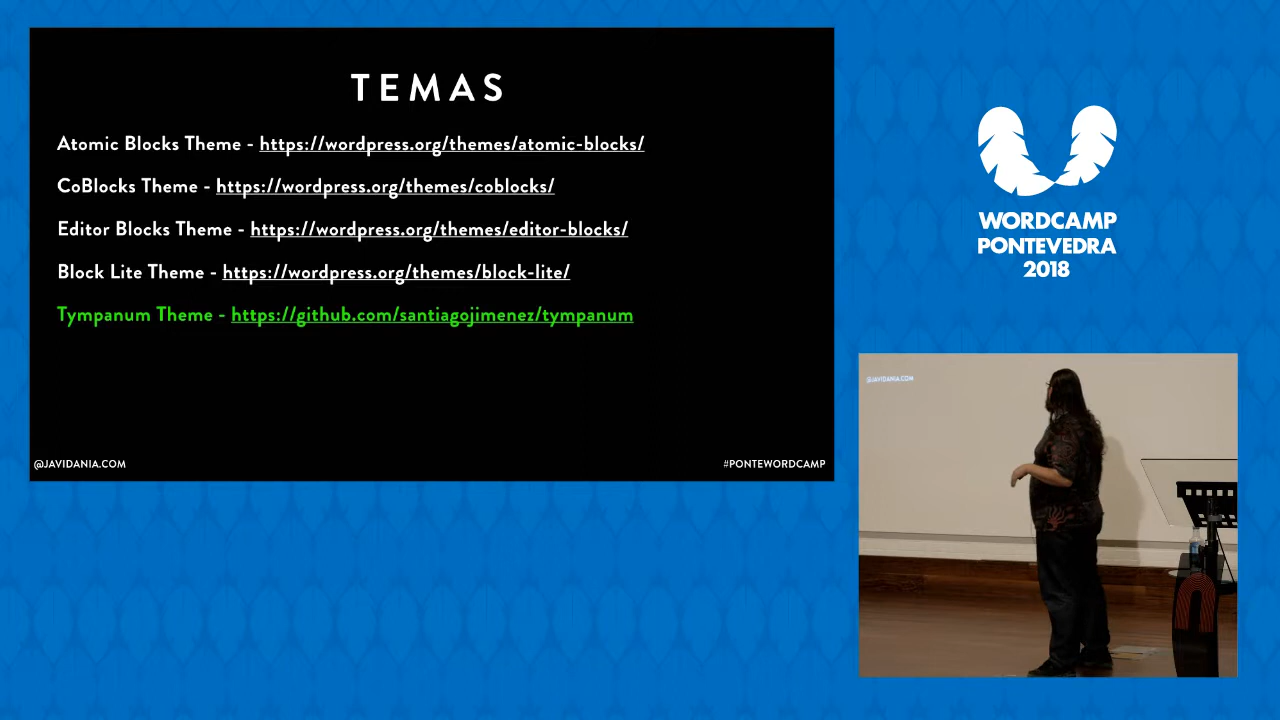 TEMAS
Atomic Blocks Theme - https://wordpress.org/themes/atomic-blocks/
CoBlocks Theme - https://wordpress.org/themes/coblocks/
Editor Blocks Theme - https://wordpress.org/themes/editor-blocks/
Block Lite Theme - https://wordpress.org/themes/block-lite/
Tympanum Theme - https://github.com/santiagojimenez/tympanum
@JAVIDANIA.COM
#PONTEWORDCAMP
WORDCAMP
PONTEVEDRA
2018
@JAVIDANIA.COM